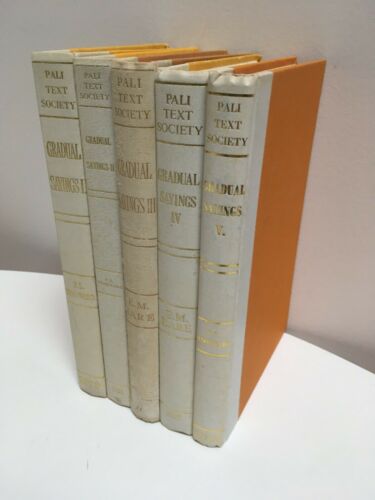 PALI
TEXT
SOCIETY
GRADUAL
SAYINGS I.
PALI
TEXT
SOCIETY
GRADUAL
SAYINGS II
PALI
TEXT
SOCIETY
GRADUAL
SAYINGS III
E.M.
HARE
PALI
TEXT
SOCIETY
GRADUAL
SAYINGS
IV
E.M.
HARE
PALI
TEXT
SOCIETY
GRADUAL
SAYINGS
V.